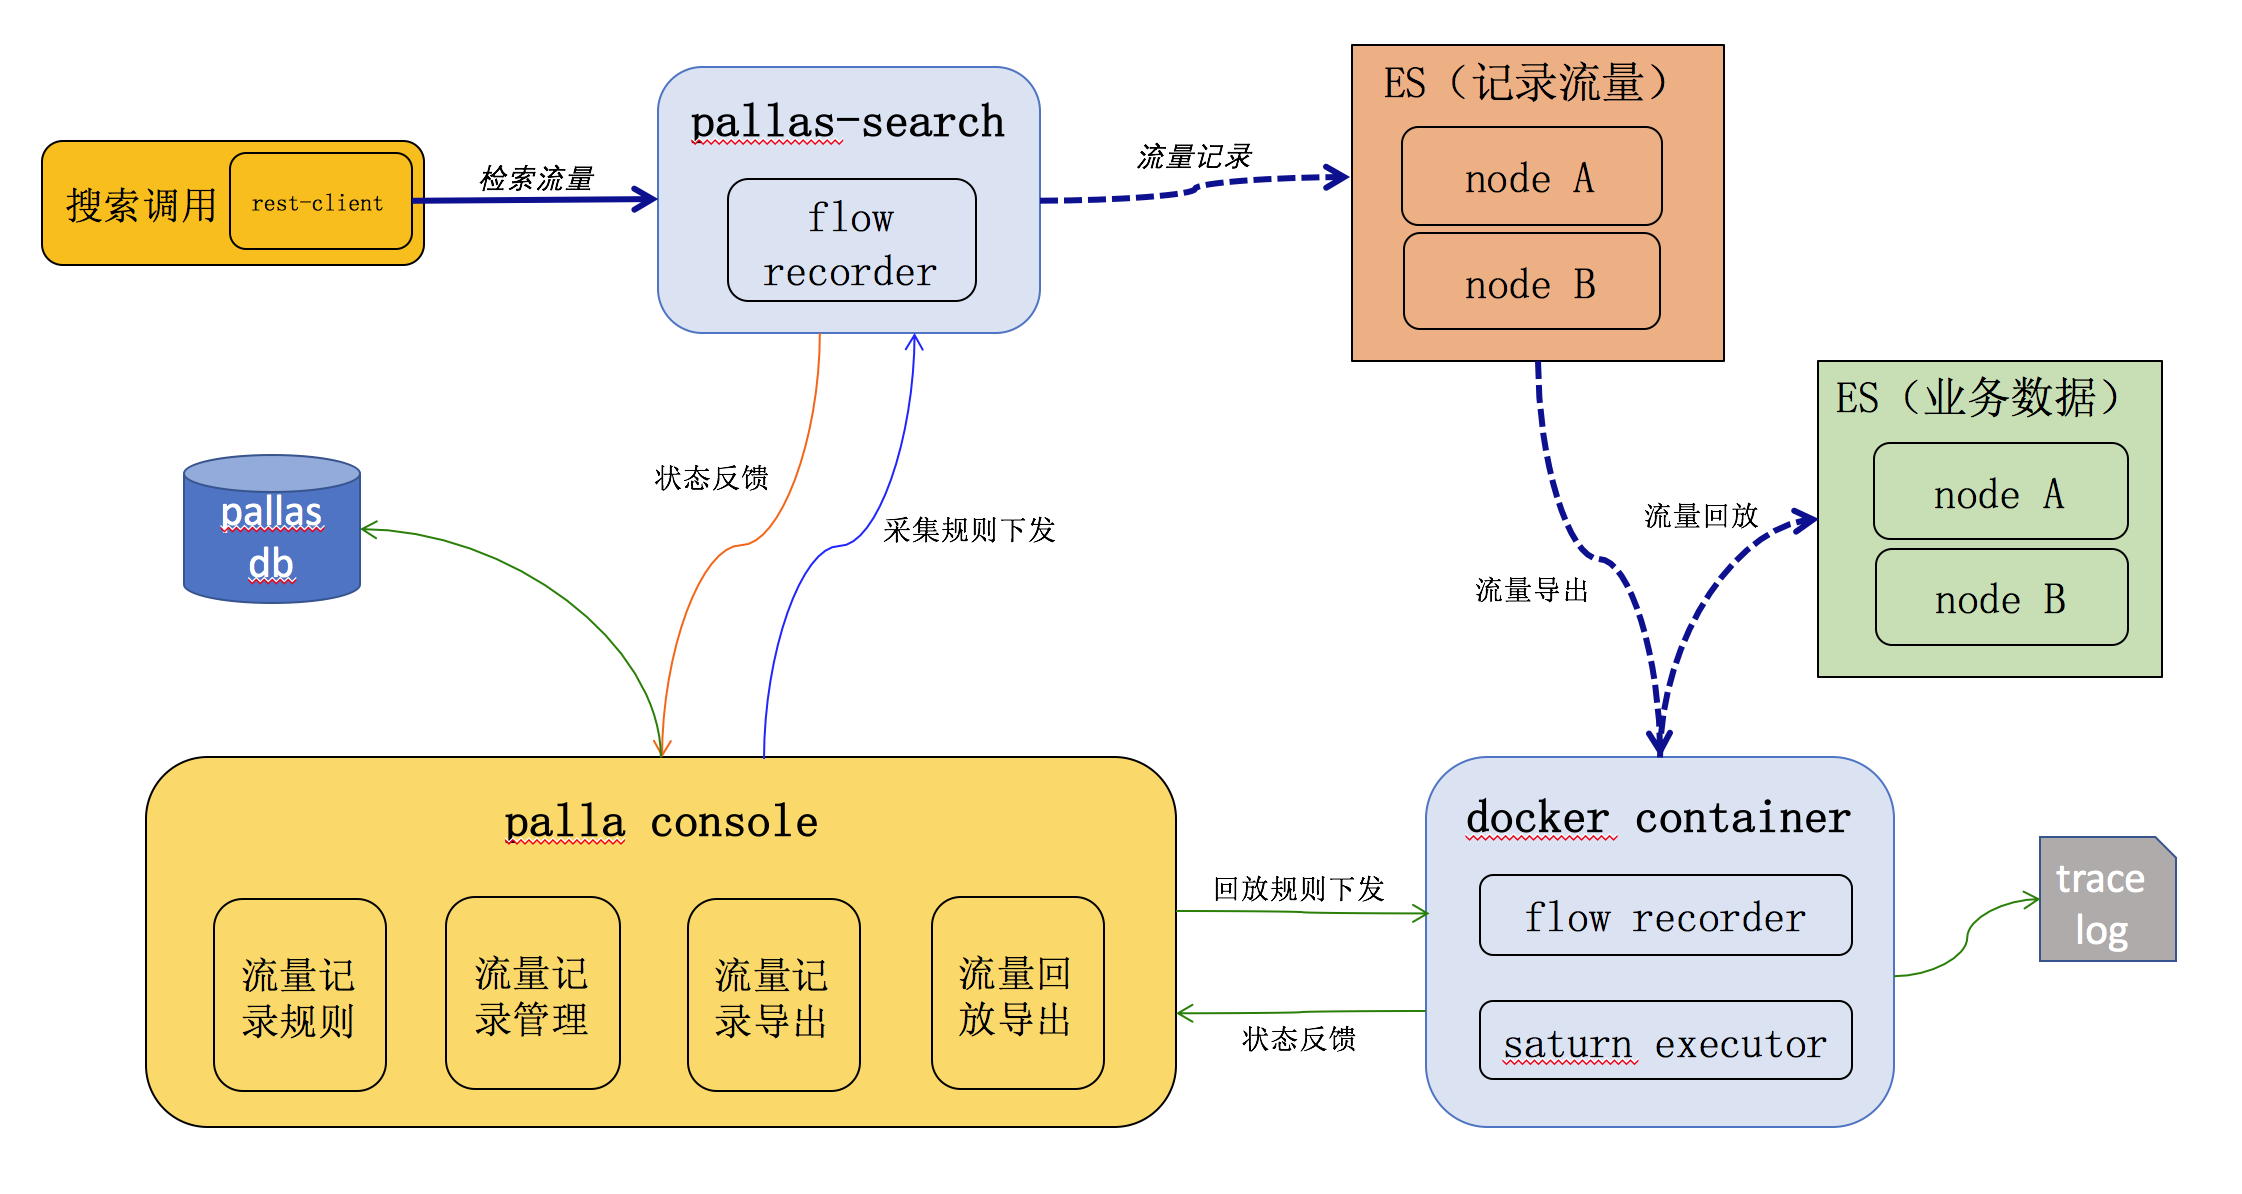 ES（记录流量）
pallas-search
流量记录
检索流量
搜索调用
rest-client
node A
flow
recorder
node B
ES（业务数据）
状态反馈
node A
pallas
db
采集规则下发
流量回放
流量导出
node B
palla console
docker container
回放规则下发
trace
log
flow recorder
流量记
录规则
流量记
录管理
流量记
录导出
流量回
放导出
状态反馈
saturn executor